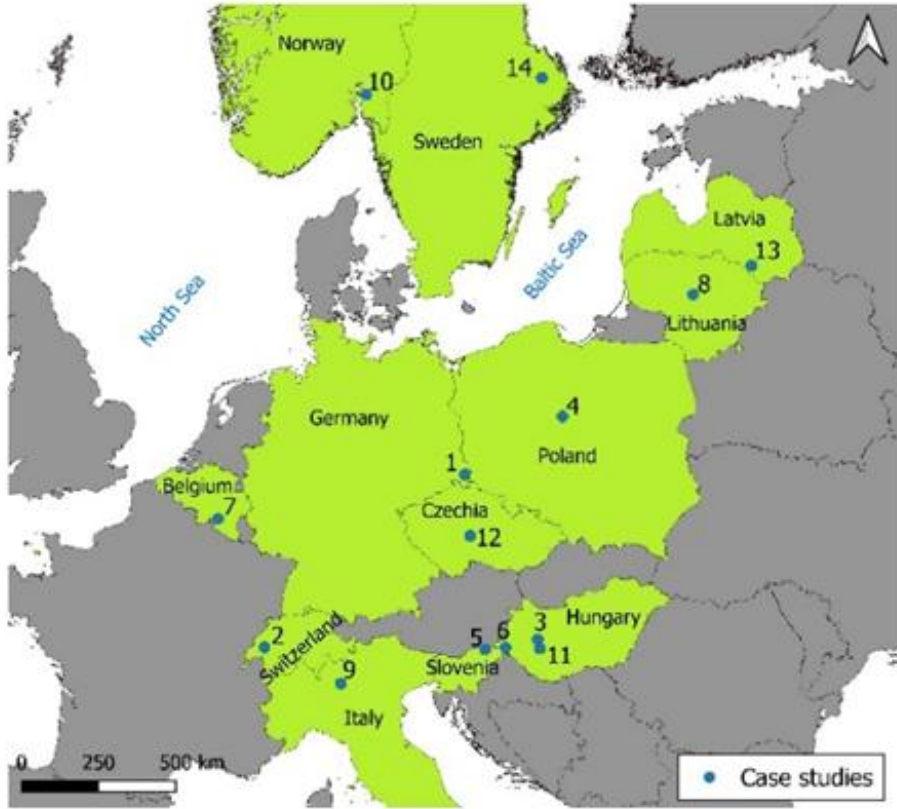 Norway
10
14
Sweden
Latvia
13
8
Lithuania
North Sea
Baltic Sea
Germany
4
Poland
1
Belgium
7
Czechia
12
Hungary
3
11
2
Switzerland
5
6
Slovenia
9
Italy
0 250 500 km
Case studies